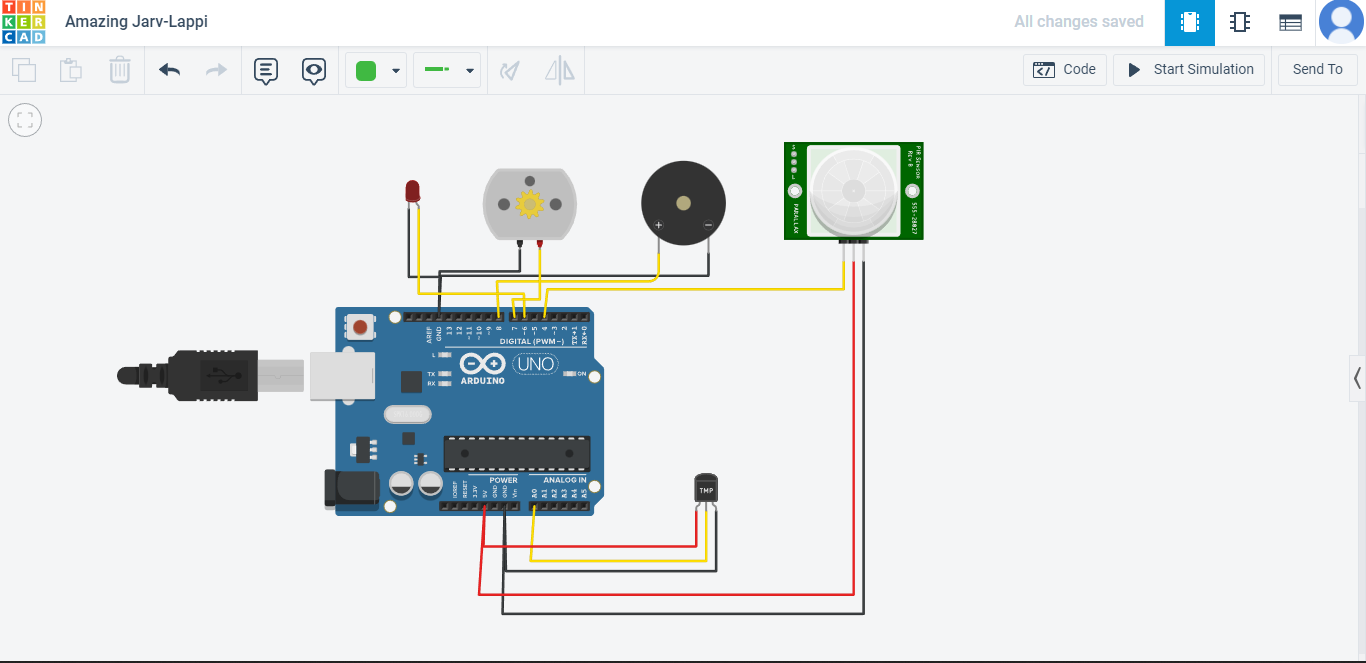 TIN
KER
CAD
Amazing Jarv-Lappi
All changes saved
Code
Start Simulation
Send To
S
L
PARALLAX
PIR Sensor
Rev B
555-28027
+
−
AREF
GND
13
12
~11
~10
~9
8
7
~6
~5
4
~3
2
TX→1
RX←0
DIGITAL (PWM~)
L
TX
RX
ARDUINO
UNO
ON
POWER
ANALOG IN
IOREF
RESET
3.3V
5V
GND
GND
Vin
A0
A1
A2
A3
A4
A5
TMP